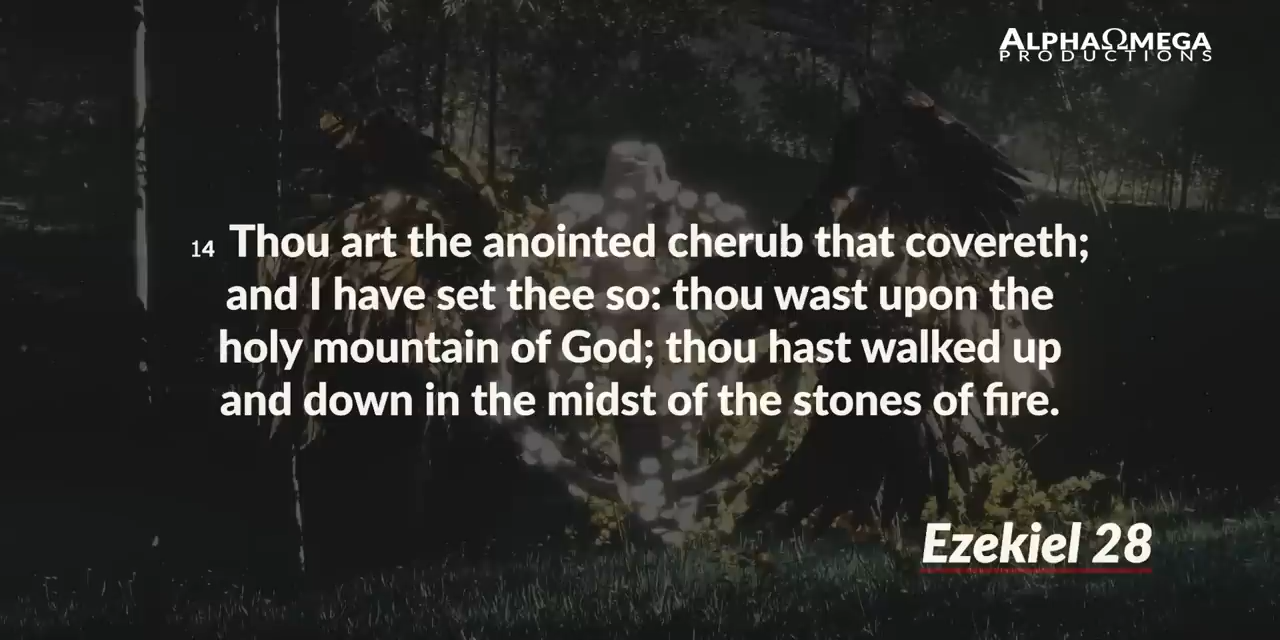 ALPHAΩMEGA
PRODUCTIONS
14 Thou art the anointed cherub that covereth;
and I have set thee so: thou wast upon the
holy mountain of God; thou hast walked up
and down in the midst of the stones of fire.
Ezekiel 28